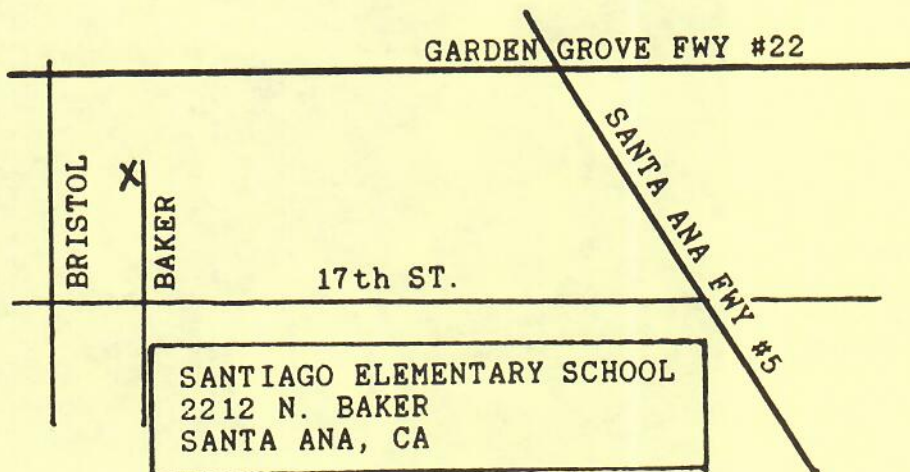 GARDEN GROVE FWY #22
SANTA ANA FWY #5
X
BRISTOL
BAKER
17th ST.
SANTIAGO ELEMENTARY SCHOOL
2212 N. BAKER
SANTA ANA, CA